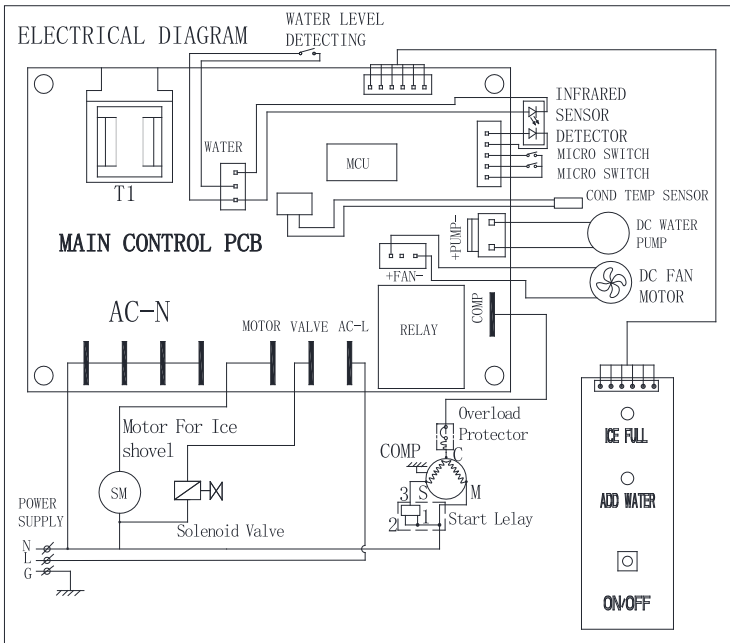 ELECTRICAL DIAGRAM
WATER LEVEL
DETECTING
T1
WATER
MCU
INFRARED
SENSOR
DETECTOR
MICRO SWITCH
MICRO SWITCH
COND TEMP SENSOR
MAIN CONTROL PCB
+PUMP-
DC WATER
PUMP
+FAN-
DC FAN
MOTOR
AC-N
MOTOR
VALVE
AC-L
RELAY
COMP
Motor For Ice
shovel
SM
Solenoid Valve
Overload
Protector
COMP
C
S
M
3
2
1
Start Lelay
POWER
SUPPLY
N
L
G
ICE FULL
ADD WATER
ON/OFF